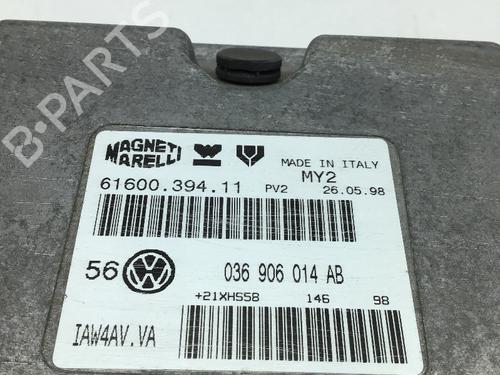 B-PARTS
MAGNETI MARELLI
MADE IN ITALY
61600.394.11 PV2 MY2 26.05.98
56 036 906 014 AB
+21XHS58 146 98
IAW4AV.VA